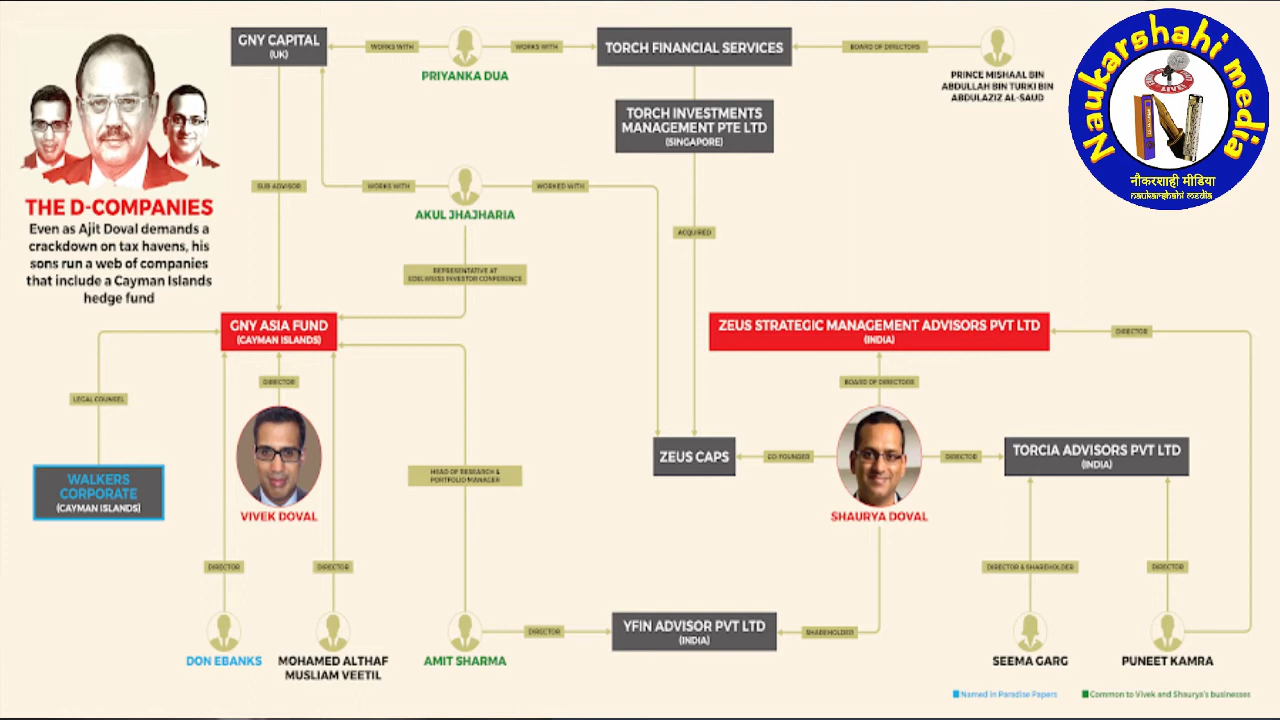 GNY CAPITAL
(UK)
WORKS WITH
WORKS WITH
PRIYANKA DUA
TORCH FINANCIAL SERVICES
BOARD OF DIRECTORS
PRINCE MISHAAL BIN
ABDULLAH BIN TURKI BIN
ABDULAZIZ AL-SAUD
Naukarshahi media
ALIVE!
नौकरशाही मीडिया
naukarshahi media
TORCH INVESTMENTS
MANAGEMENT PTE LTD
(SINGAPORE)
THE D-COMPANIES
Even as Ajit Doval demands a
crackdown on tax havens, his
sons run a web of companies
that include a Cayman Islands
hedge fund
SUB ADVISOR
WORKS WITH
WORKED WITH
AKUL JHAJHARIA
ACQUIRED
REPRESENTATIVE AT
EDELWEISS INVESTOR CONFERENCE
GNY ASIA FUND
(CAYMAN ISLANDS)
ZEUS STRATEGIC MANAGEMENT ADVISORS PVT LTD
(INDIA)
DIRECTOR
DIRECTOR
BOARD OF DIRECTORS
LEGAL COUNSEL
WALKERS
CORPORATE
(CAYMAN ISLANDS)
VIVEK DOVAL
HEAD OF RESEARCH &
PORTFOLIO MANAGER
ZEUS CAPS
CO FOUNDER
SHAURYA DOVAL
DIRECTOR
TORCIA ADVISORS PVT LTD
(INDIA)
DIRECTOR
DIRECTOR
DIRECTOR & SHAREHOLDER
DIRECTOR
DON EBANKS
MOHAMED ALTHAF
MUSLIAM VEETIL
AMIT SHARMA
DIRECTOR
YFIN ADVISOR PVT LTD
(INDIA)
SHAREHOLDER
SEEMA GARG
PUNEET KAMRA
Named in Paradise Papers
Common to Vivek and Shaurya's businesses